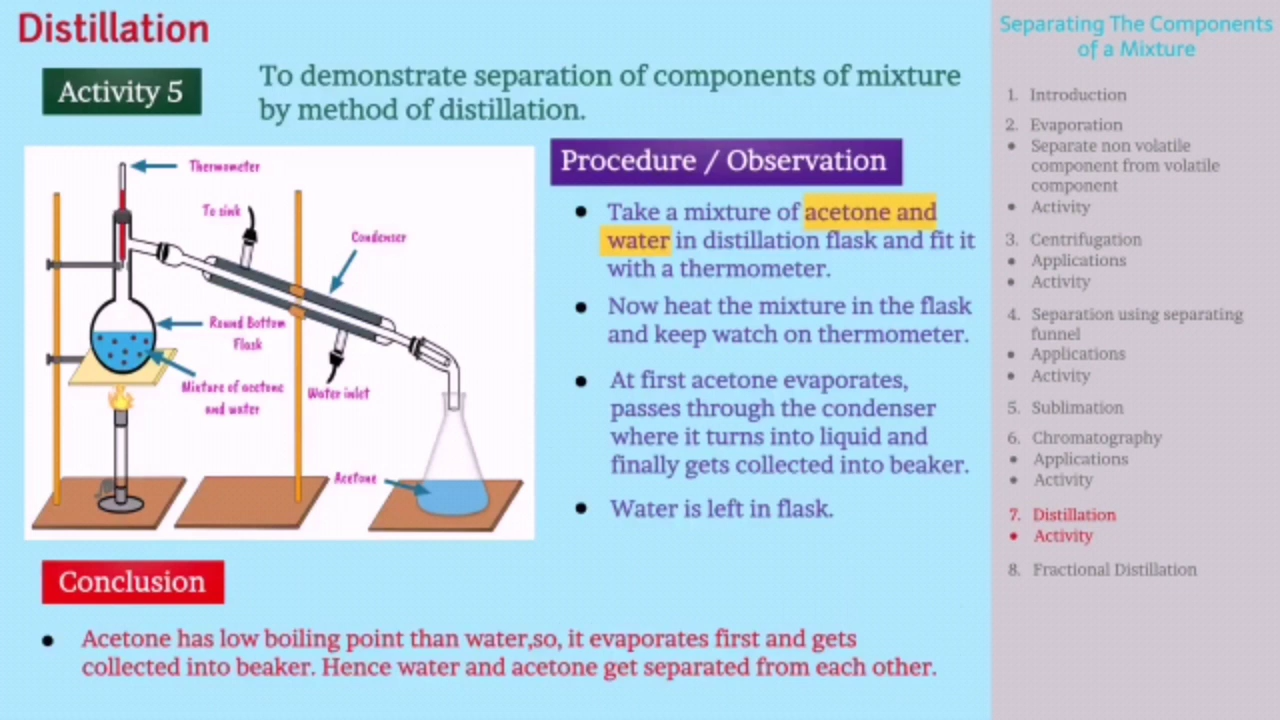 Distillation
Activity 5
To demonstrate separation of components of mixture
by method of distillation.
Thermometer
To sink
Condenser
Round Bottom
Flask
Mixture of acetone
and water
Water inlet
Acetone
Procedure / Observation
● Take a mixture of acetone and
water in distillation flask and fit it
with a thermometer.
● Now heat the mixture in the flask
and keep watch on thermometer.
● At first acetone evaporates,
passes through the condenser
where it turns into liquid and
finally gets collected into beaker.
● Water is left in flask.
Conclusion
● Acetone has low boiling point than water,so, it evaporates first and gets
collected into beaker. Hence water and acetone get separated from each other.
Separating The Components
of a Mixture
1. Introduction
2. Evaporation
● Separate non volatile
component from volatile
component
● Activity
3. Centrifugation
● Applications
● Activity
4. Separation using separating
funnel
● Applications
● Activity
5. Sublimation
6. Chromatography
● Applications
● Activity
7. Distillation
● Activity
8. Fractional Distillation